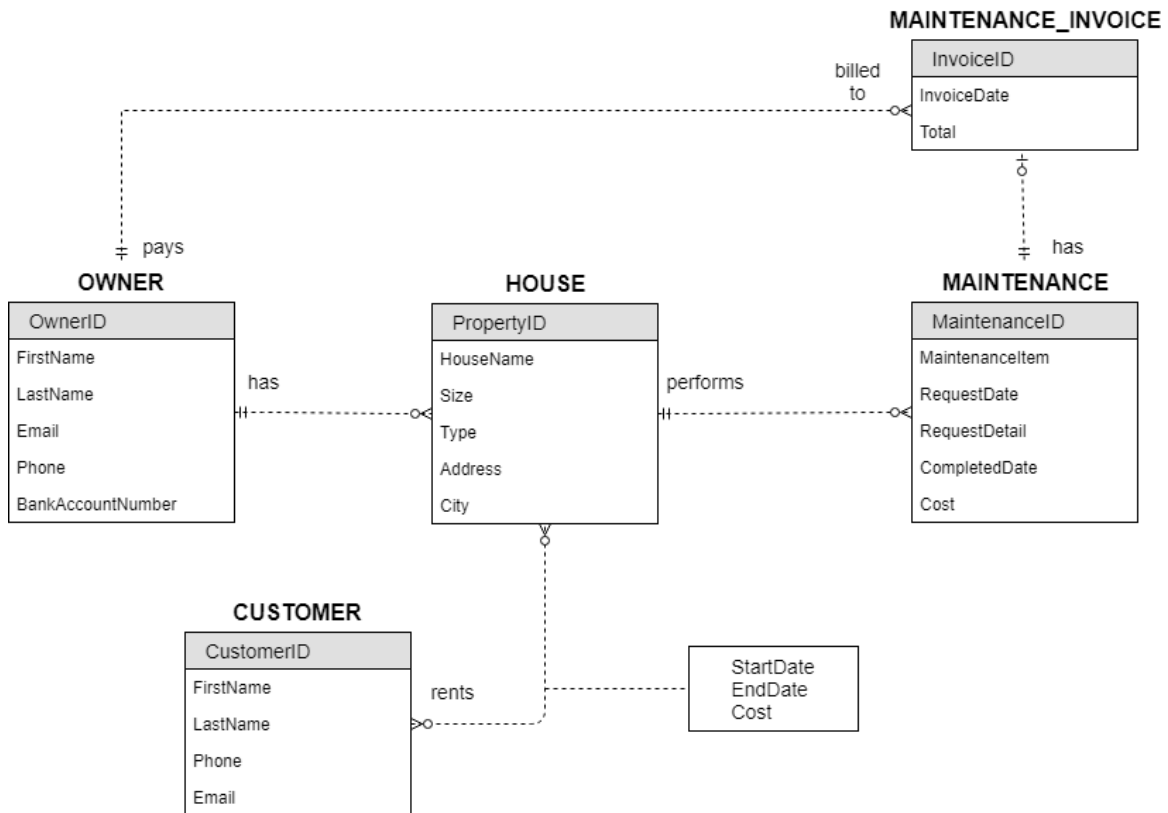 MAINTENANCE_INVOICE
InvoiceID
InvoiceDate
Total
billed
to
pays
has
OWNER
OwnerID
FirstName
LastName
Email
Phone
BankAccountNumber
has
HOUSE
PropertyID
HouseName
Size
Type
Address
City
performs
MAINTENANCE
MaintenanceID
MaintenanceItem
RequestDate
RequestDetail
CompletedDate
Cost
CUSTOMER
CustomerID
FirstName
LastName
Phone
Email
rents
StartDate
EndDate
Cost